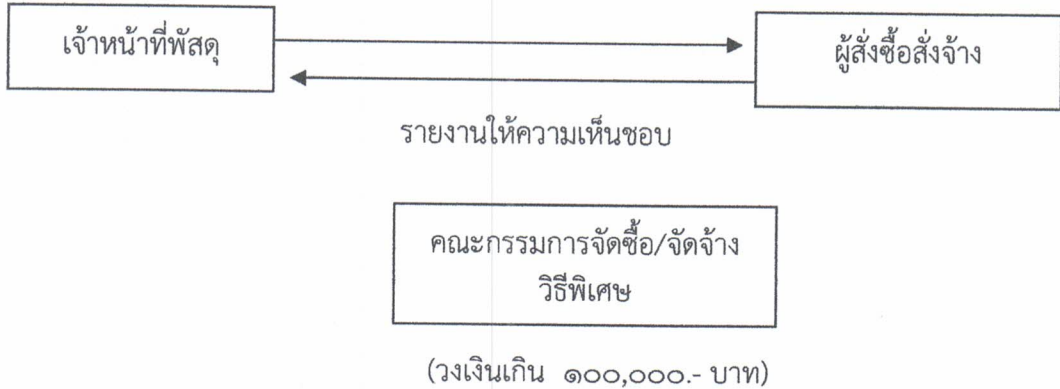 เจ้าหน้าที่พัสดุ
ผู้สั่งซื้อสั่งจ้าง
รายงานให้ความเห็นชอบ
คณะกรรมการจัดซื้อ/จัดจ้าง
วิธีพิเศษ
(วงเงินเกิน ๑๐๐,๐๐๐.- บาท)